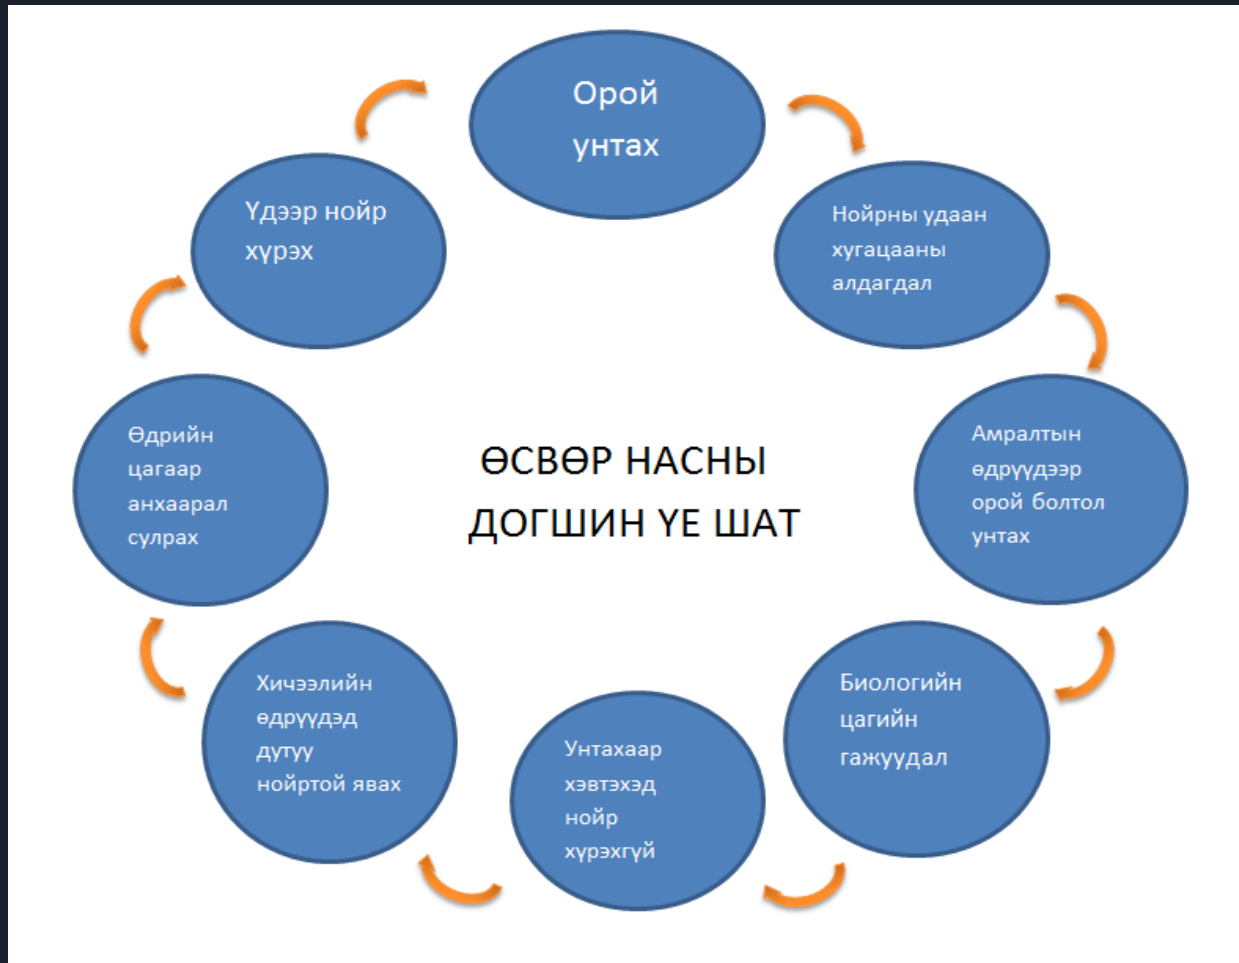 Орой
унтах
Нойрны удаан
хугацааны
алдагдал
Амралтын
өдрүүдээр
орой болтол
унтах
Биологийн
цагийн
гажуудал
Унтахаар
хэвтэхэд
нойр
хүрэхгүй
Хичээлийн
өдрүүдэд
дутуу
нойртой явах
Өдрийн
цагаар
анхаарал
сулрах
Үдээр нойр
хүрэх
ӨСВӨР НАСНЫ
ДОГШИН ҮЕ ШАТ